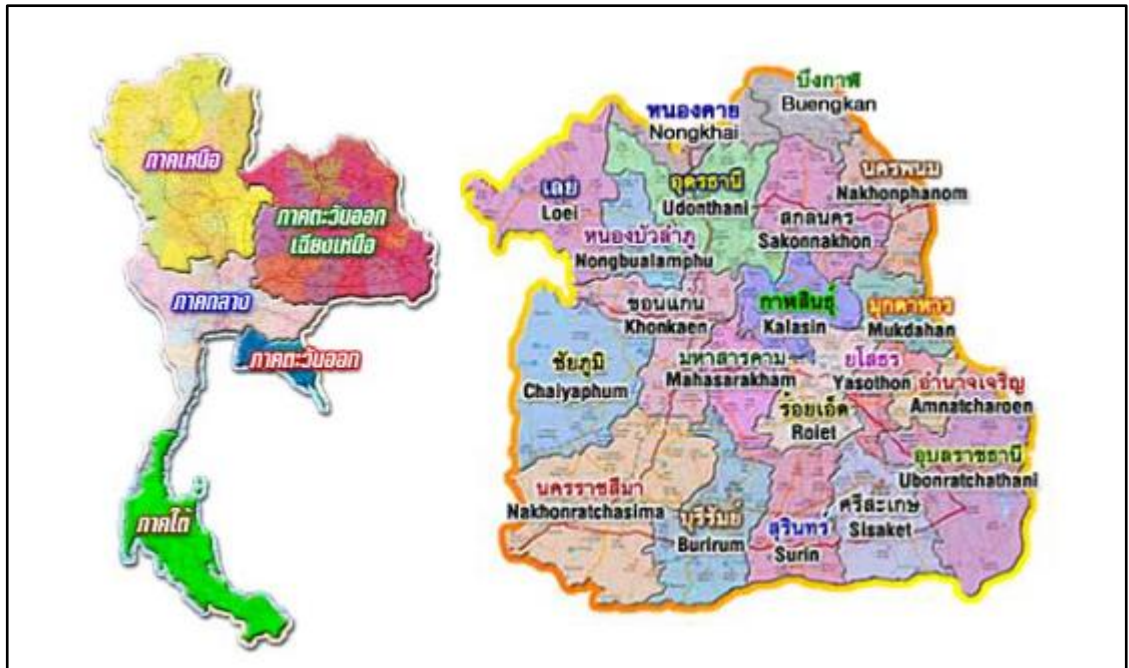 ภาคเหนือ
ภาคตะวันออก
เฉียงเหนือ
ภาคกลาง
ภาคตะวันออก
ภาคใต้
บึงกาฬ
Buengkan
หนองคาย
Nongkhai
นครพนม
Nakhonphanom
เลย
Loei
อุดรธานี
Udonthani
สกลนคร
Sakonnakhon
หนองบัวลำภู
Nongbualamphu
ขอนแก่น
Khonkaen
กาฬสินธุ์
Kalasin
มุกดาหาร
Mukdahan
ชัยภูมิ
Chaiyaphum
มหาสารคาม
Mahasarakham
ยโสธร
Yasothon
อำนาจเจริญ
Amnatcharoen
ร้อยเอ็ด
Roiet
อุบลราชธานี
Ubonratchathani
นครราชสีมา
Nakhonratchasima
บุรีรัมย์
Burirum
สุรินทร์
Surin
ศรีสะเกษ
Sisaket